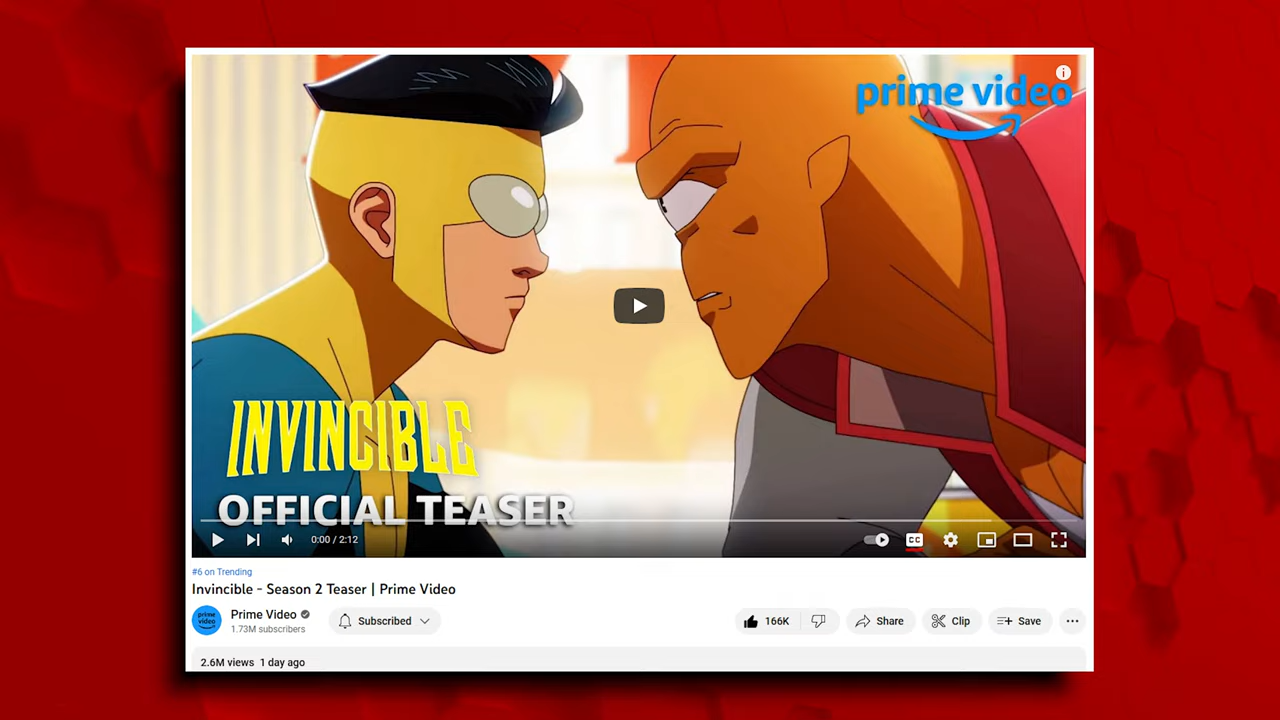 prime video
INVINCIBLE
OFFICIAL TEASER
0:00 / 2:12
CC
#6 on Trending
Invincible - Season 2 Teaser | Prime Video
prime
video
Prime Video
1.73M subscribers
Subscribed
166K
Share
Clip
Save
2.6M views 1 day ago